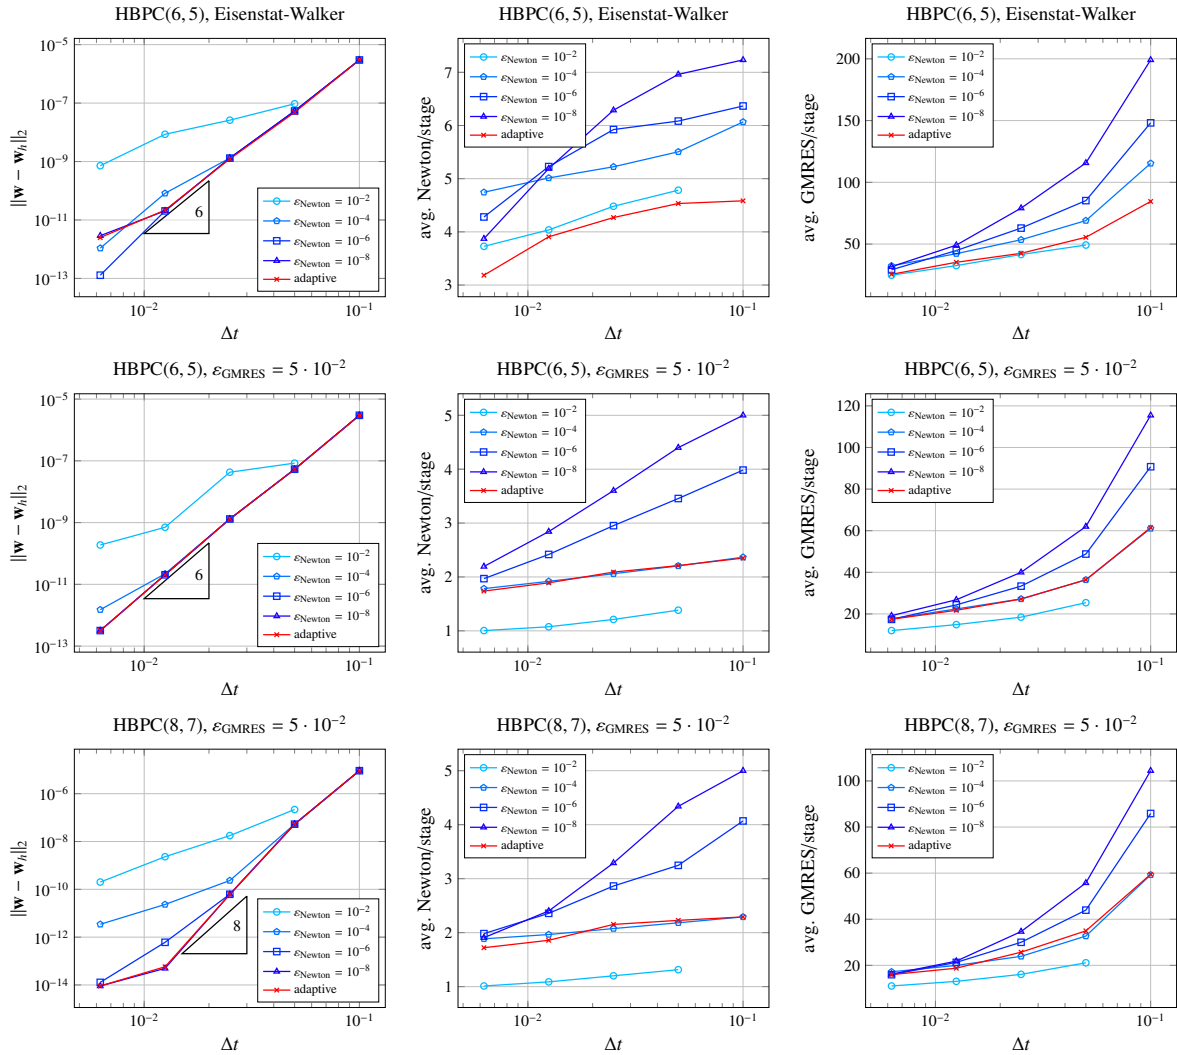 HBPC(6, 5), Eisenstat-Walker
10⁻⁵
10⁻⁷
10⁻⁹
10⁻¹¹
10⁻¹³
‖w − w_h‖₂
6
ε_Newton = 10⁻²
ε_Newton = 10⁻⁴
ε_Newton = 10⁻⁶
ε_Newton = 10⁻⁸
adaptive
10⁻² 10⁻¹
Δt
HBPC(6, 5), Eisenstat-Walker
7
6
5
4
3
avg. Newton/stage
ε_Newton = 10⁻²
ε_Newton = 10⁻⁴
ε_Newton = 10⁻⁶
ε_Newton = 10⁻⁸
adaptive
10⁻² 10⁻¹
Δt
HBPC(6, 5), Eisenstat-Walker
200
150
100
50
avg. GMRES/stage
ε_Newton = 10⁻²
ε_Newton = 10⁻⁴
ε_Newton = 10⁻⁶
ε_Newton = 10⁻⁸
adaptive
10⁻² 10⁻¹
Δt
HBPC(6, 5), ε_GMRES = 5 · 10⁻²
10⁻⁵
10⁻⁷
10⁻⁹
10⁻¹¹
10⁻¹³
‖w − w_h‖₂
6
ε_Newton = 10⁻²
ε_Newton = 10⁻⁴
ε_Newton = 10⁻⁶
ε_Newton = 10⁻⁸
adaptive
10⁻² 10⁻¹
Δt
HBPC(6, 5), ε_GMRES = 5 · 10⁻²
5
4
3
2
1
avg. Newton/stage
ε_Newton = 10⁻²
ε_Newton = 10⁻⁴
ε_Newton = 10⁻⁶
ε_Newton = 10⁻⁸
adaptive
10⁻² 10⁻¹
Δt
HBPC(6, 5), ε_GMRES = 5 · 10⁻²
120
100
80
60
40
20
avg. GMRES/stage
ε_Newton = 10⁻²
ε_Newton = 10⁻⁴
ε_Newton = 10⁻⁶
ε_Newton = 10⁻⁸
adaptive
10⁻² 10⁻¹
Δt
HBPC(8, 7), ε_GMRES = 5 · 10⁻²
10⁻⁶
10⁻⁸
10⁻¹⁰
10⁻¹²
10⁻¹⁴
‖w − w_h‖₂
8
ε_Newton = 10⁻²
ε_Newton = 10⁻⁴
ε_Newton = 10⁻⁶
ε_Newton = 10⁻⁸
adaptive
10⁻² 10⁻¹
Δt
HBPC(8, 7), ε_GMRES = 5 · 10⁻²
5
4
3
2
1
avg. Newton/stage
ε_Newton = 10⁻²
ε_Newton = 10⁻⁴
ε_Newton = 10⁻⁶
ε_Newton = 10⁻⁸
adaptive
10⁻² 10⁻¹
Δt
HBPC(8, 7), ε_GMRES = 5 · 10⁻²
100
80
60
40
20
avg. GMRES/stage
ε_Newton = 10⁻²
ε_Newton = 10⁻⁴
ε_Newton = 10⁻⁶
ε_Newton = 10⁻⁸
adaptive
10⁻² 10⁻¹
Δt